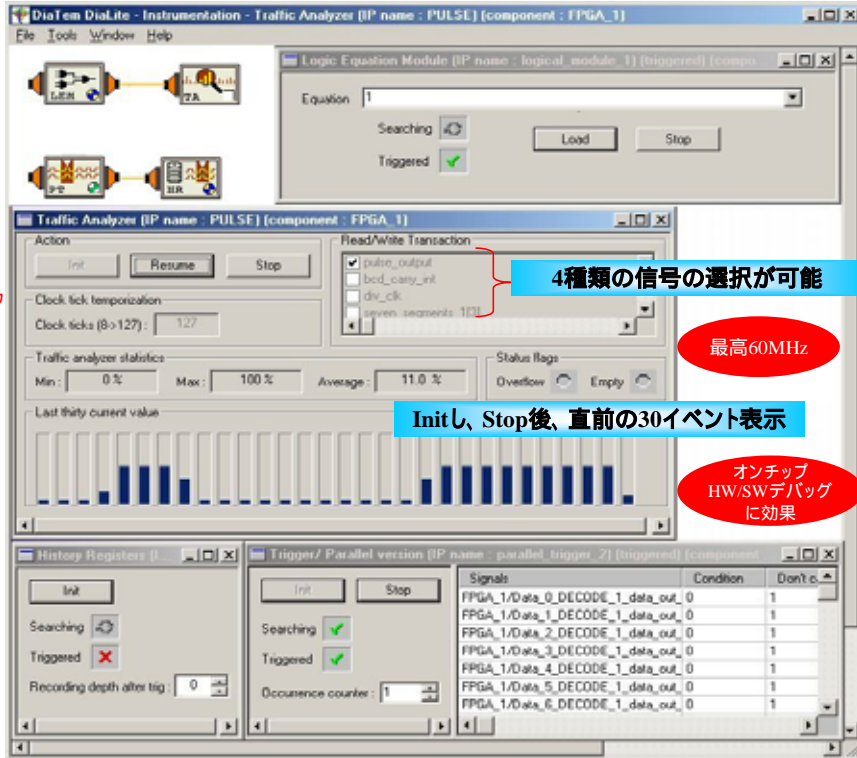 DiaTem DiaLite - Instrumentation - Traffic Analyzer (IP name : PULSE) (component : FPGA_1)
File Tools Window Help
LEM
TA
PT
HR
Logic Equation Module (IP name : logical_module_1) (triggered) (compo
Equation 1
Searching
Triggered
Load
Stop
Traffic Analyzer (IP name : PULSE) (component : FPGA_1)
Action
Init
Resume
Stop
Read/Write Transaction
pulse_output
bcd_carry_int
div_clk
seven_segments_1[3]
4種類の信号の選択が可能
Clock tick temporization
Clock ticks (8->127) : 127
最高60MHz
Traffic analyzer statistics
Min : 0 %
Max : 100 %
Average : 11.0 %
Status flags
Overflow
Empty
Last thirty current value
Initし、Stop後、直前の30イベント表示
オンチップ
HW/SWデバッグ
に効果
History Registers (I...
Init
Searching
Triggered
Recording depth after trig : 0
Trigger/ Parallel version (IP name : parallel_trigger_2) (triggered) (component
Init
Stop
Searching
Triggered
Occurrence counter : 1
Signals Condition Don't c
FPGA_1/Data_0_DECODE_1_data_out_ 0 1
FPGA_1/Data_1_DECODE_1_data_out_ 0 1
FPGA_1/Data_2_DECODE_1_data_out_ 0 1
FPGA_1/Data_3_DECODE_1_data_out_ 0 1
FPGA_1/Data_4_DECODE_1_data_out_ 0 1
FPGA_1/Data_5_DECODE_1_data_out_ 0 1
FPGA_1/Data_6_DECODE_1_data_out_ 0 1